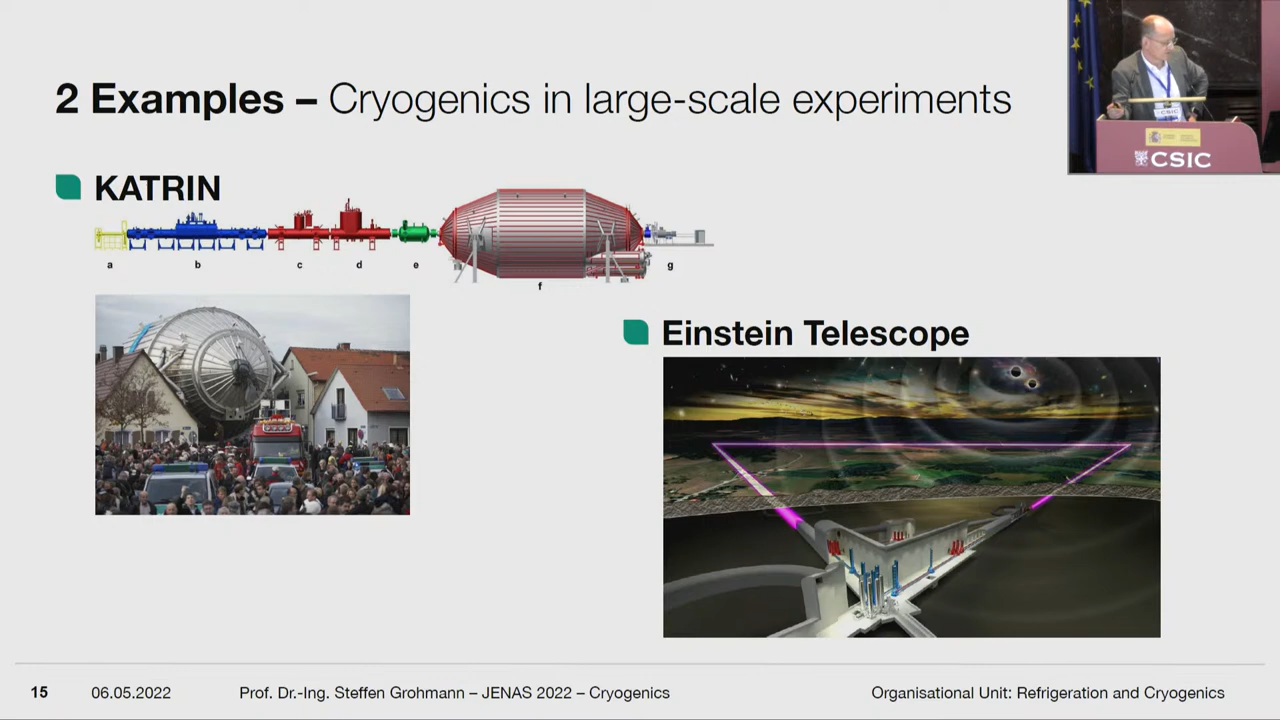 2 Examples – Cryogenics in large-scale experiments
CSIC
CSIC
KATRIN
a b c d e f g
Einstein Telescope
15 06.05.2022 Prof. Dr.-Ing. Steffen Grohmann – JENAS 2022 – Cryogenics Organisational Unit: Refrigeration and Cryogenics